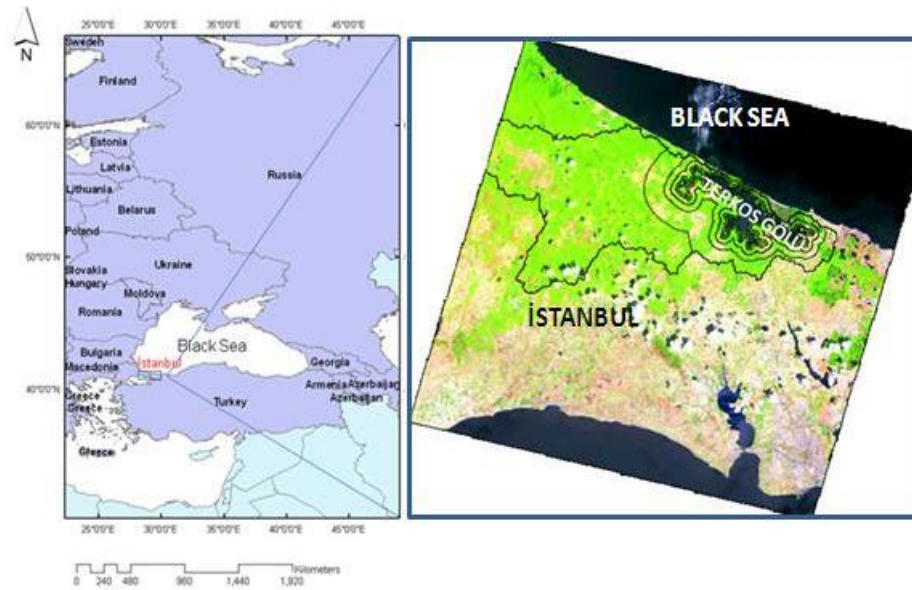 N
25°0'0"E 30°0'0"E 35°0'0"E 40°0'0"E 45°0'0"E
Sweden
Finland
60°0'0"N
Estonia
Latvia
Russia
Lithuania
Belarus
Poland
50°0'0"N
Ukraine
Slovakia
Hungary
Moldova
Romania
Black Sea
Bulgaria
İstanbul
Georgia
Macedonia
Armenia Azerbaijan
40°0'0"N
Turkey
Azerbaijan
Greece
Greece
Greece
25°0'0"E 30°0'0"E 35°0'0"E 40°0'0"E 45°0'0"E
Kilometers
0 240 480 960 1,440 1,920
BLACK SEA
TERKOS GOLU
İSTANBUL